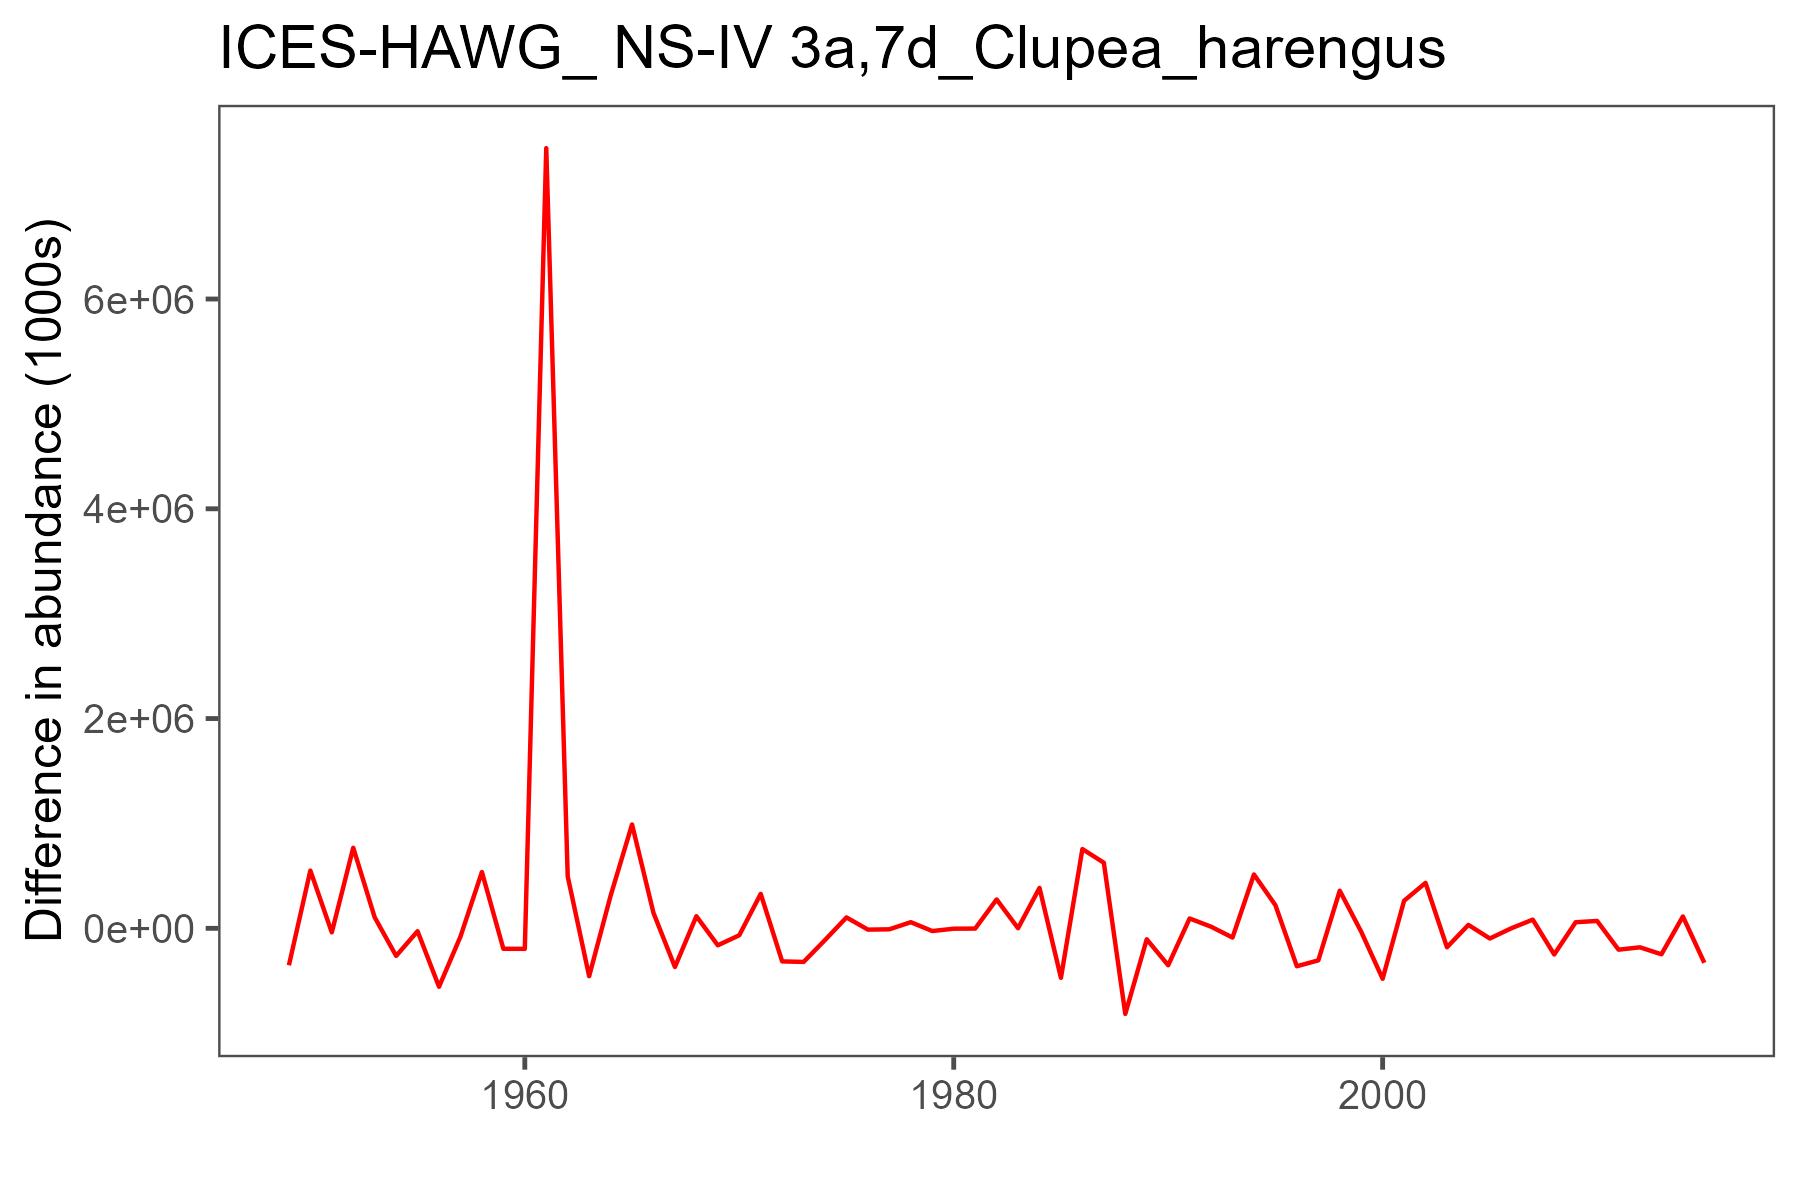 ICES-HAWG_ NS-IV 3a,7d_Clupea_harengus
Difference in abundance (1000s)
6e+06
4e+06
2e+06
0e+00
1960
1980
2000